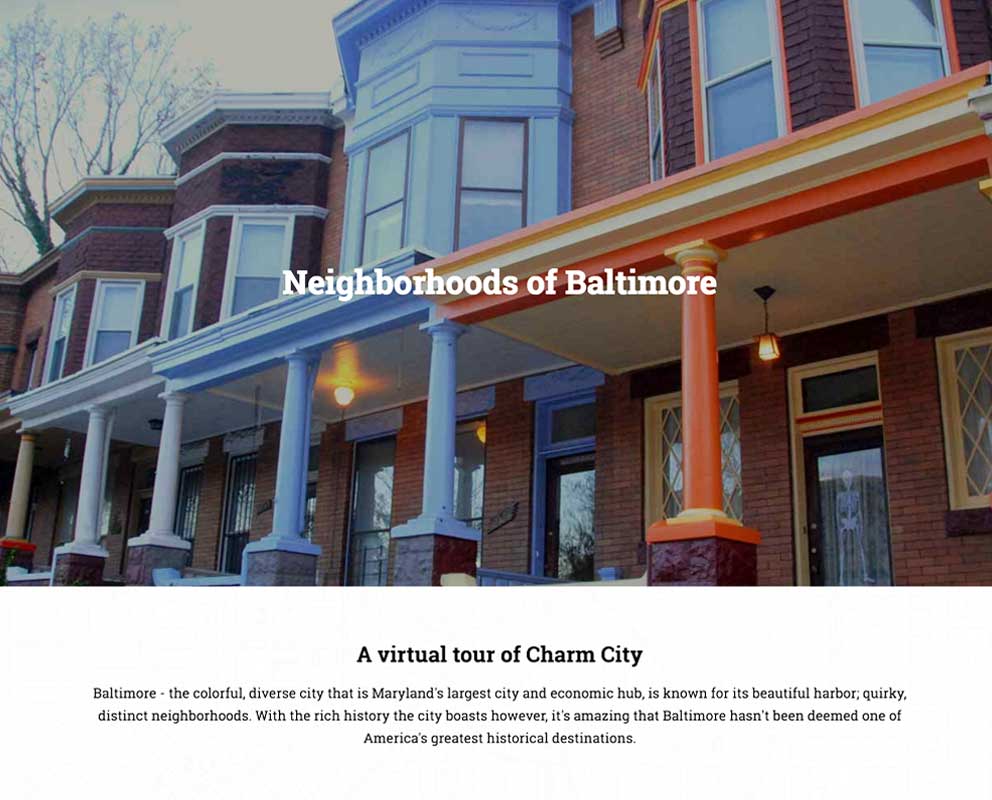 Neighborhoods of Baltimore
A virtual tour of Charm City
Baltimore - the colorful, diverse city that is Maryland's largest city and economic hub, is known for its beautiful harbor; quirky,
distinct neighborhoods. With the rich history the city boasts however, it's amazing that Baltimore hasn't been deemed one of
America's greatest historical destinations.